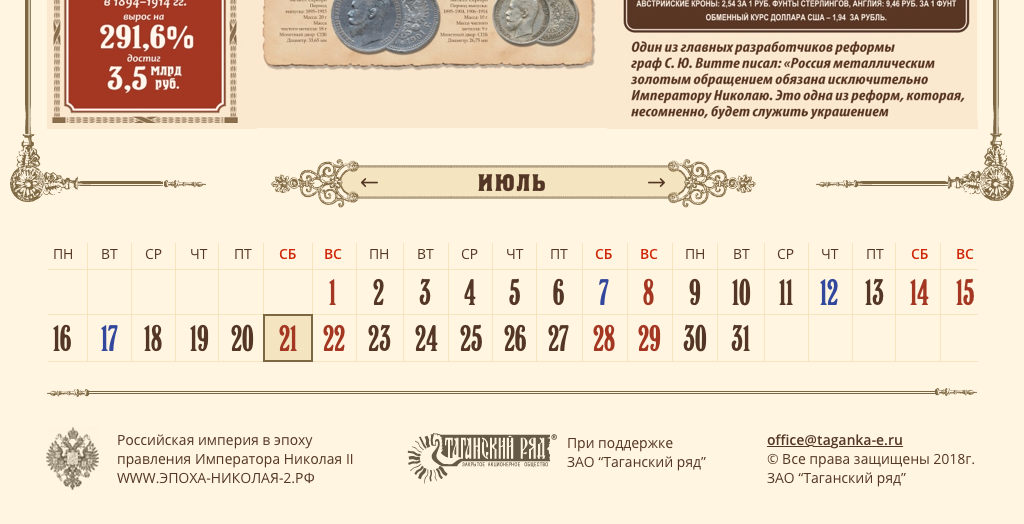 в 1894–1914 гг.
вырос на
291,6%
достиг
3,5 млрд руб.
АВСТРИЙСКИЕ КРОНЫ: 2,54 ЗА 1 РУБ. ФУНТЫ СТЕРЛИНГОВ, АНГЛИЯ: 9,46 РУБ. ЗА 1 ФУНТ
ОБМЕННЫЙ КУРС ДОЛЛАРА США – 1,94 ЗА РУБЛЬ.
Один из главных разработчиков реформы
граф С. Ю. Витте писал: «Россия металлическим
золотым обращением обязана исключительно
Императору Николаю. Это одна из реформ, которая,
несомненно, будет служить украшением
← ИЮЛЬ →
ПН ВТ СР ЧТ ПТ СБ ВС ПН ВТ СР ЧТ ПТ СБ ВС ПН ВТ СР ЧТ ПТ СБ ВС
1 2 3 4 5 6 7 8 9 10 11 12 13 14 15
16 17 18 19 20 21 22 23 24 25 26 27 28 29 30 31
Российская империя в эпоху
правления Императора Николая II
WWW.ЭПОХА-НИКОЛАЯ-2.РФ
ТАГАНСКИЙ РЯД®
ЗАКРЫТОЕ АКЦИОНЕРНОЕ ОБЩЕСТВО
При поддержке
ЗАО “Таганский ряд”
office@taganka-e.ru
© Все права защищены 2018г.
ЗАО “Таганский ряд”